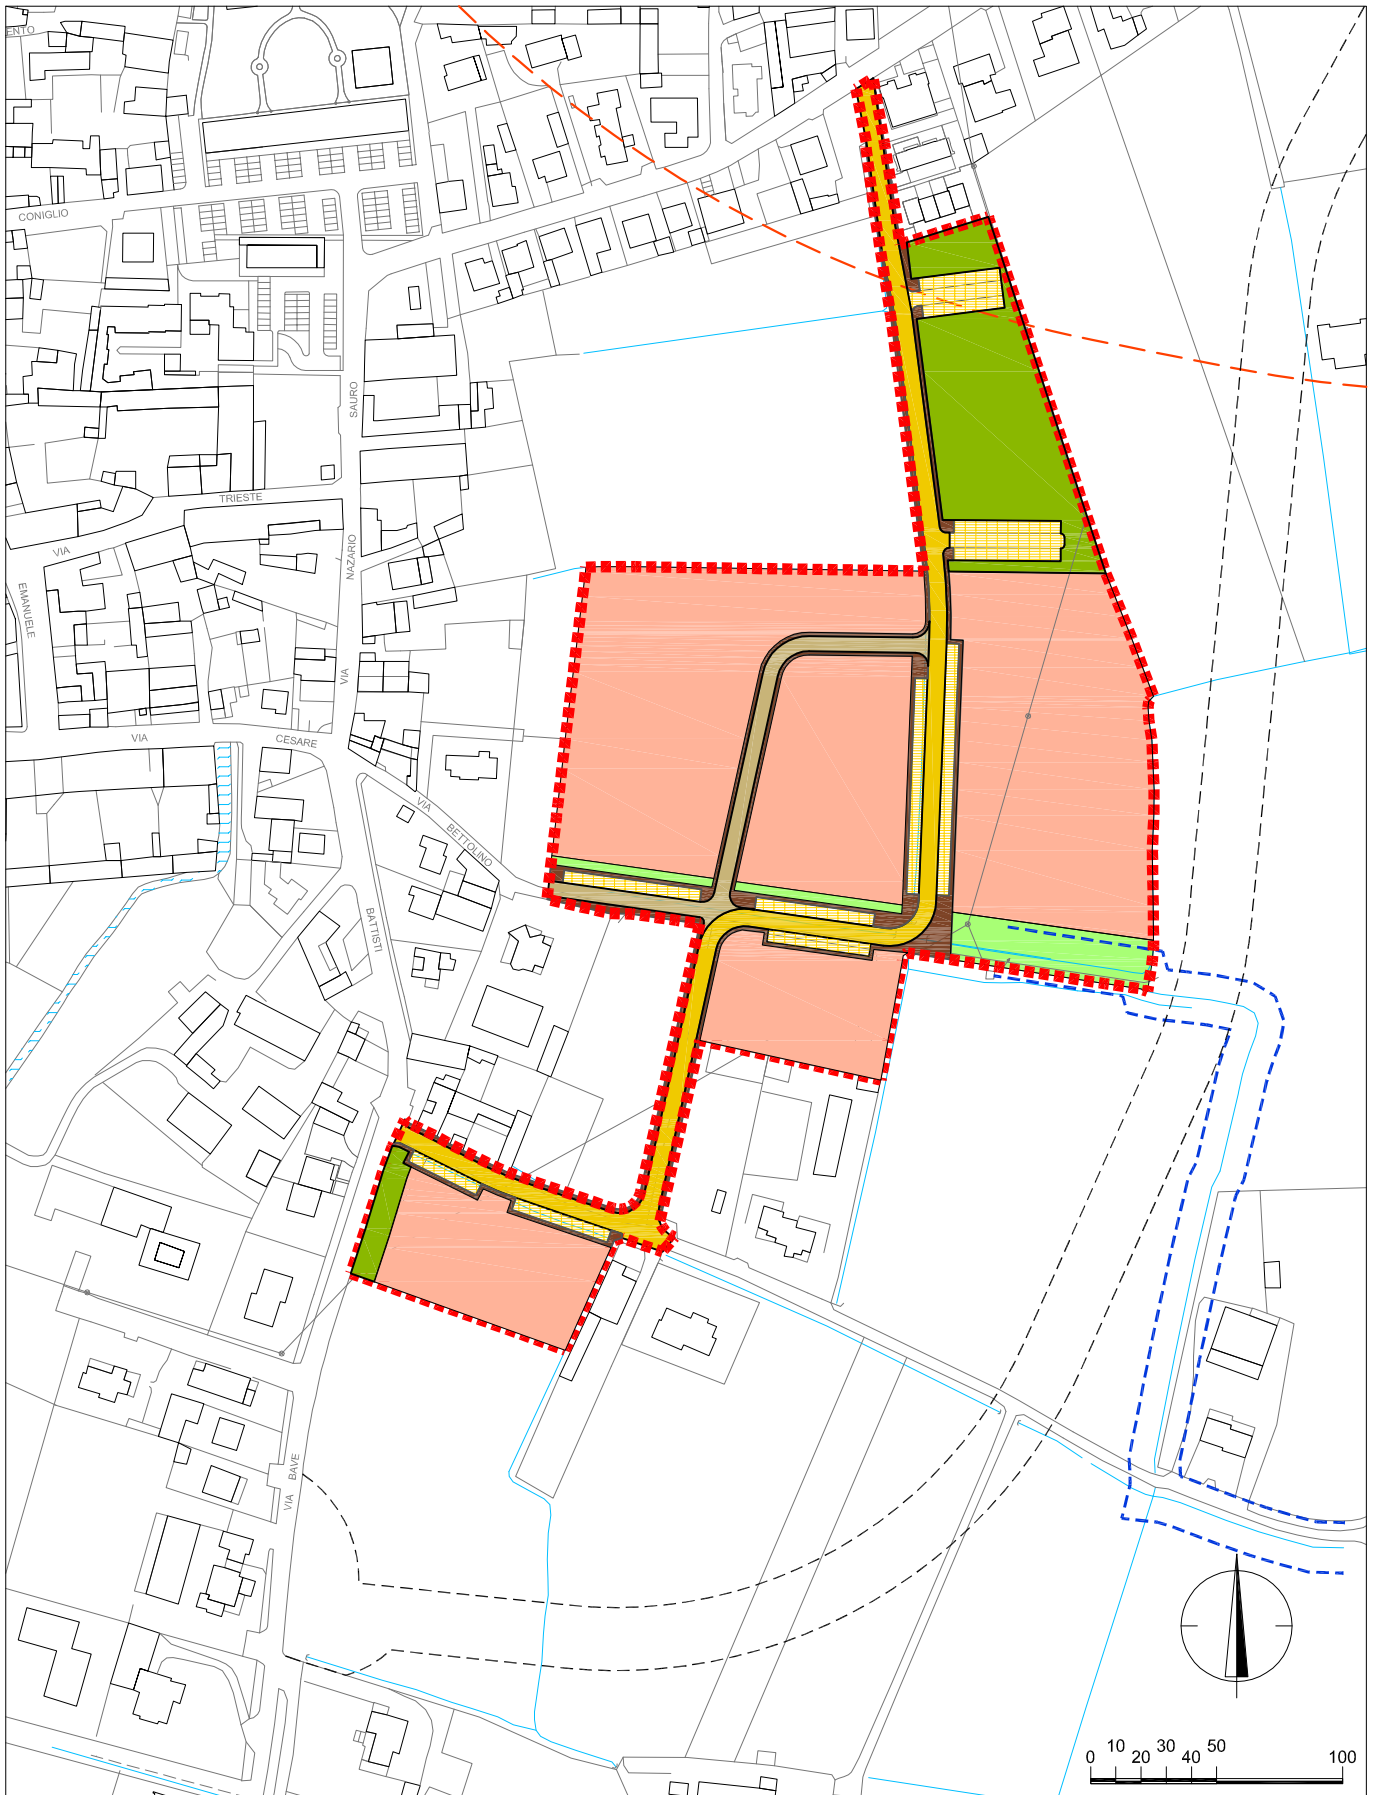 ENTO
CONIGLIO
SAURO
TRIESTE
VIA
NAZARIO
EMANUELE
VIA
VIA
CESARE
VIA
BETTOLINO
BATTISTI
BAVE
VIA
0 10 20 30 40 50 100